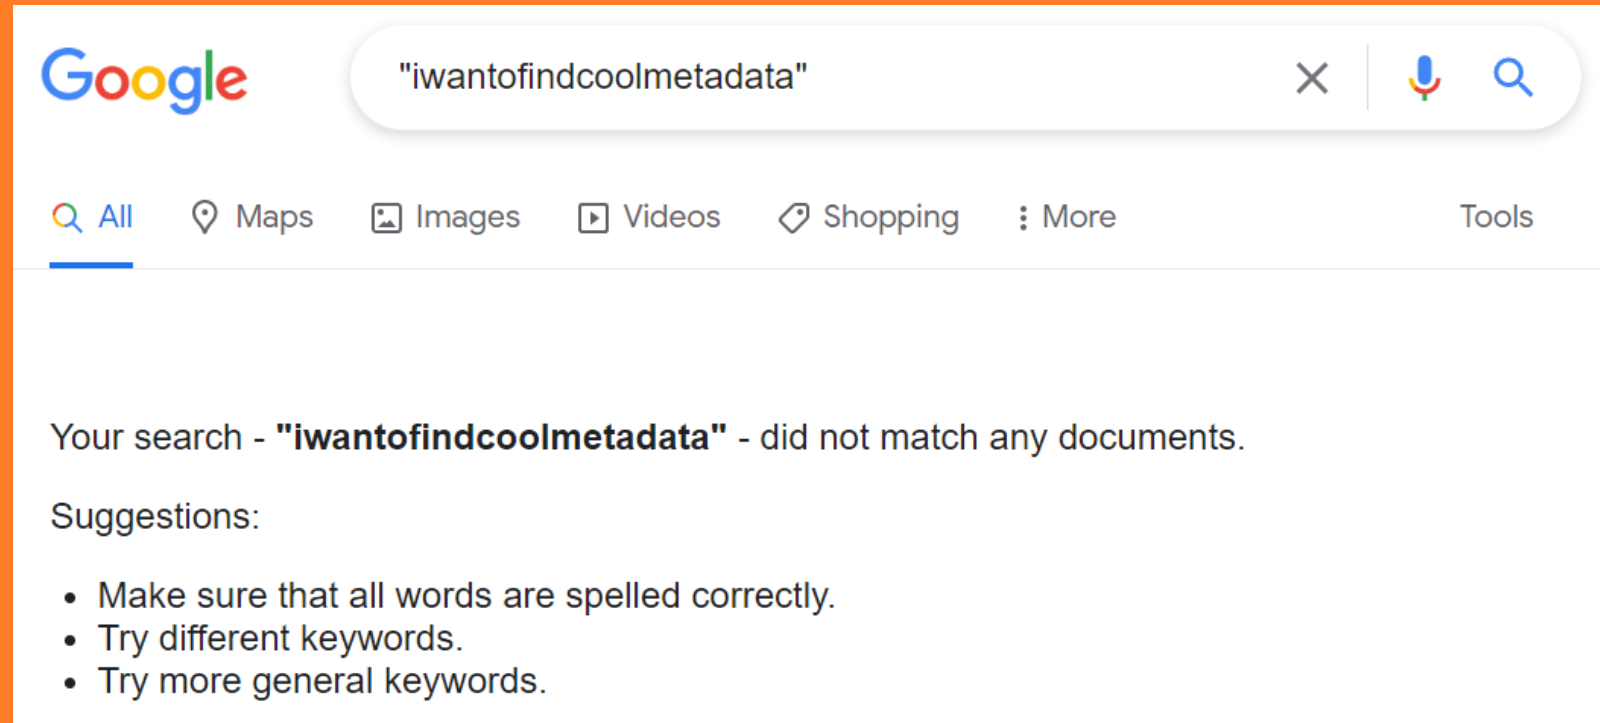 Google "iwantofindcoolmetadata"
All Maps Images Videos Shopping More Tools
Your search - "iwantofindcoolmetadata" - did not match any documents.
Suggestions:
• Make sure that all words are spelled correctly.
• Try different keywords.
• Try more general keywords.